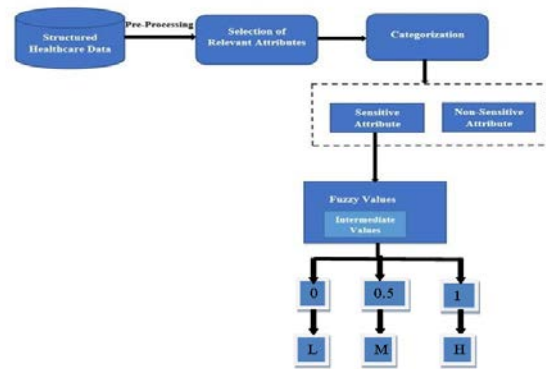 Structured
Healthcare Data
Pre-Processing
Selection of
Relevant Attributes
Categorization
Sensitive
Attribute
Non-Sensitive
Attribute
Fuzzy Values
Intermediate
Values
0
0.5
1
L
M
H